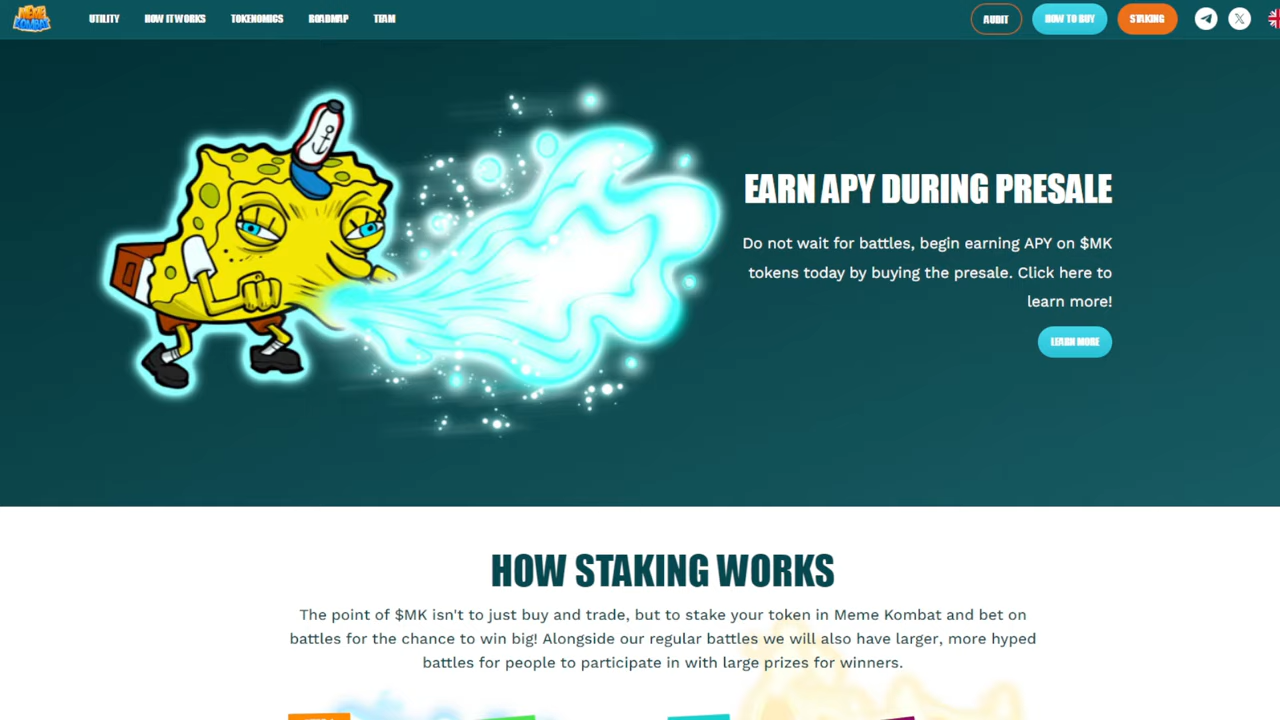 MEME KOMBAT
UTILITY
HOW IT WORKS
TOKENOMICS
ROADMAP
TEAM
AUDIT
HOW TO BUY
STAKING
EARN APY DURING PRESALE
Do not wait for battles, begin earning APY on $MK
tokens today by buying the presale. Click here to
learn more!
LEARN MORE
HOW STAKING WORKS
The point of $MK isn't to just buy and trade, but to stake your token in Meme Kombat and bet on
battles for the chance to win big! Alongside our regular battles we will also have larger, more hyped
battles for people to participate in with large prizes for winners.